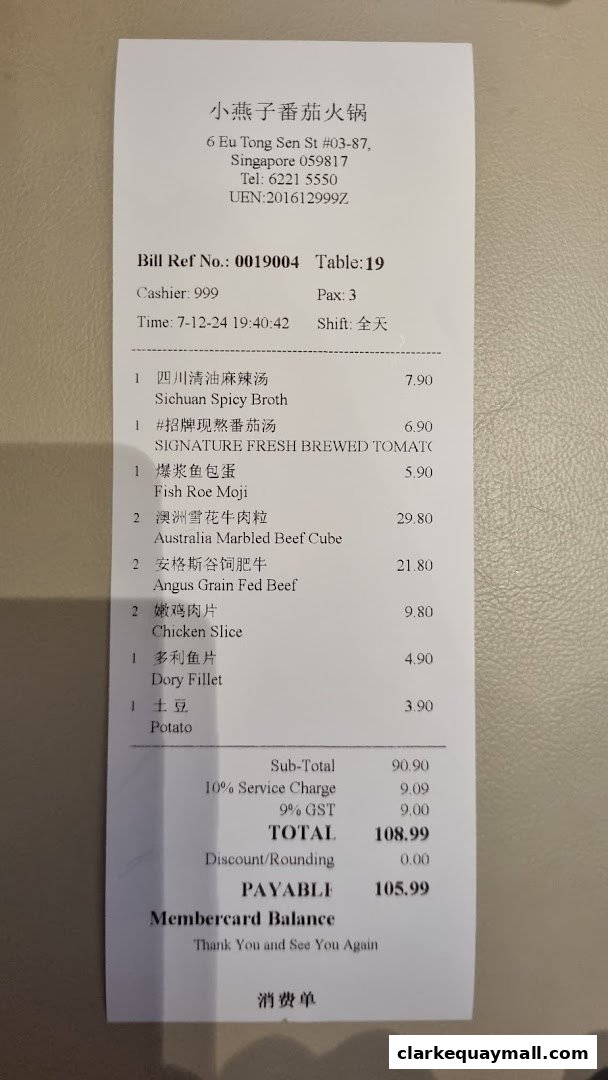 小燕子番茄火锅
6 Eu Tong Sen St #03-87,
Singapore 059817
Tel: 6221 5550
UEN:201612999Z
Bill Ref No.: 0019004 Table:19
Cashier: 999 Pax: 3
Time: 7-12-24 19:40:42 Shift: 全天
1 四川清油麻辣汤 7.90
Sichuan Spicy Broth
1 #招牌现熬番茄汤 6.90
SIGNATURE FRESH BREWED TOMATO
1 爆浆鱼包蛋 5.90
Fish Roe Moji
2 澳洲雪花牛肉粒 29.80
Australia Marbled Beef Cube
2 安格斯谷饲肥牛 21.80
Angus Grain Fed Beef
2 嫩鸡肉片 9.80
Chicken Slice
1 多利鱼片 4.90
Dory Fillet
1 土 豆 3.90
Potato
Sub-Total 90.90
10% Service Charge 9.09
9% GST 9.00
TOTAL 108.99
Discount/Rounding 0.00
PAYABLE 105.99
Membercard Balance
Thank You and See You Again
消费单
clarkequaymall.com